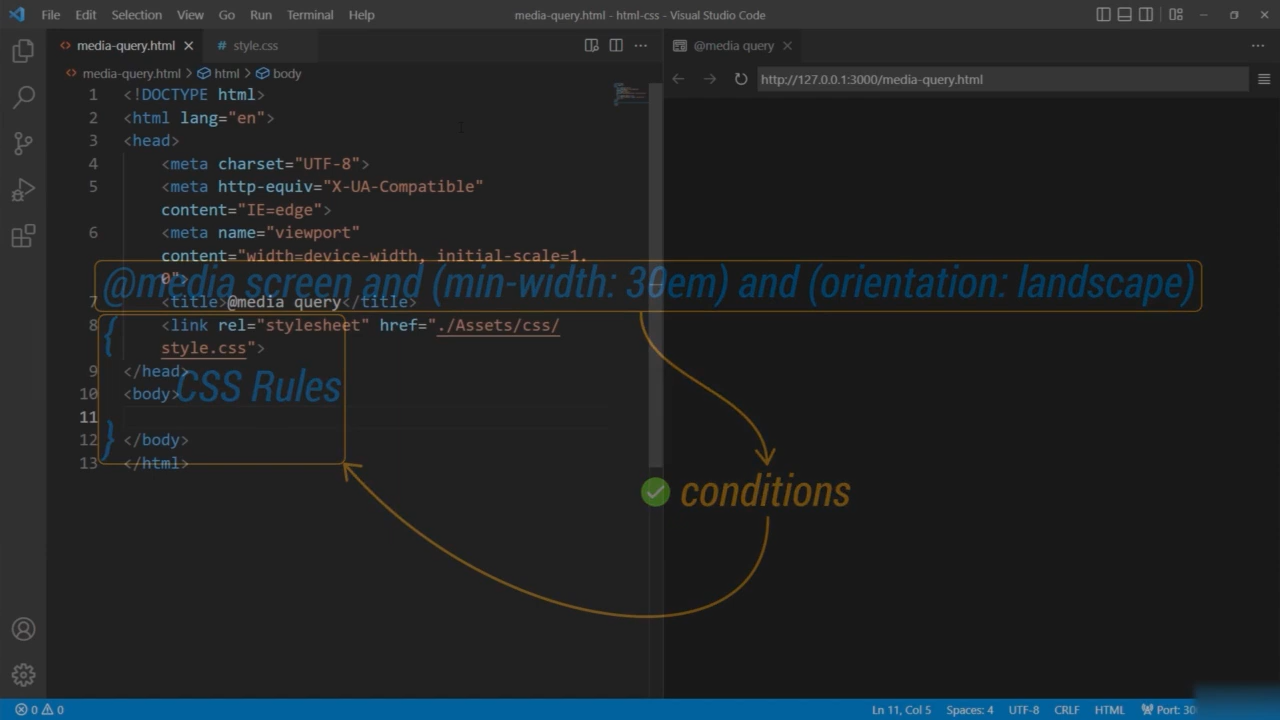 File Edit Selection View Go Run Terminal Help
media-query.html - html-css - Visual Studio Code
media-query.html
# style.css
@media query
media-query.html > html > body
http://127.0.0.1:3000/media-query.html
1 <!DOCTYPE html>
2 <html lang="en">
3 <head>
4 <meta charset="UTF-8">
5 <meta http-equiv="X-UA-Compatible"
content="IE=edge">
6 <meta name="viewport"
content="width=device-width, initial-scale=1.
0">
@media screen and (min-width: 30em) and (orientation: landscape)
7 <title>@media query</title>
8 <link rel="stylesheet" href="./Assets/css/
style.css">
{
9 </head>
CSS Rules
10 <body>
11
}
12 </body>
13 </html>
conditions
0 0
Ln 11, Col 5 Spaces: 4 UTF-8 CRLF HTML Port: 30